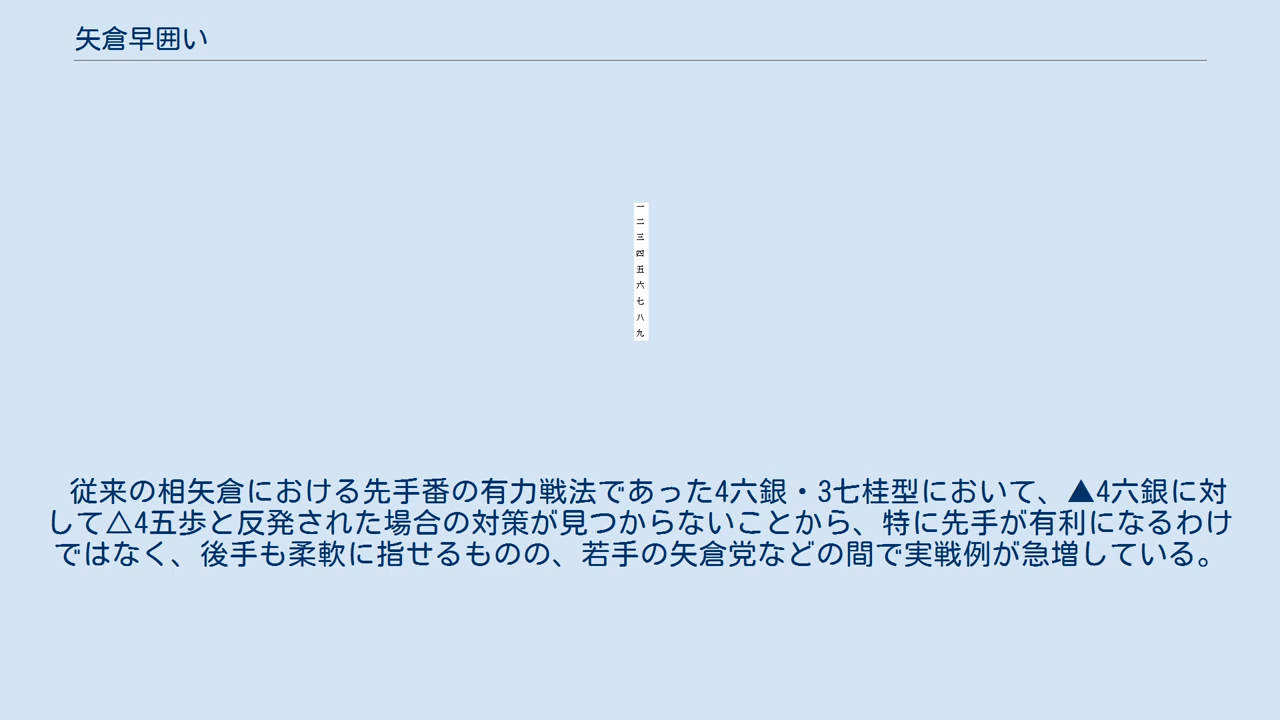 矢倉早囲い
一
二
三
四
五
六
七
八
九
従来の相矢倉における先手番の有力戦法であった4六銀・3七桂型において、▲4六銀に対
して△4五歩と反発された場合の対策が見つからないことから、特に先手が有利になるわけ
ではなく、後手も柔軟に指せるものの、若手の矢倉党などの間で実戦例が急増している。